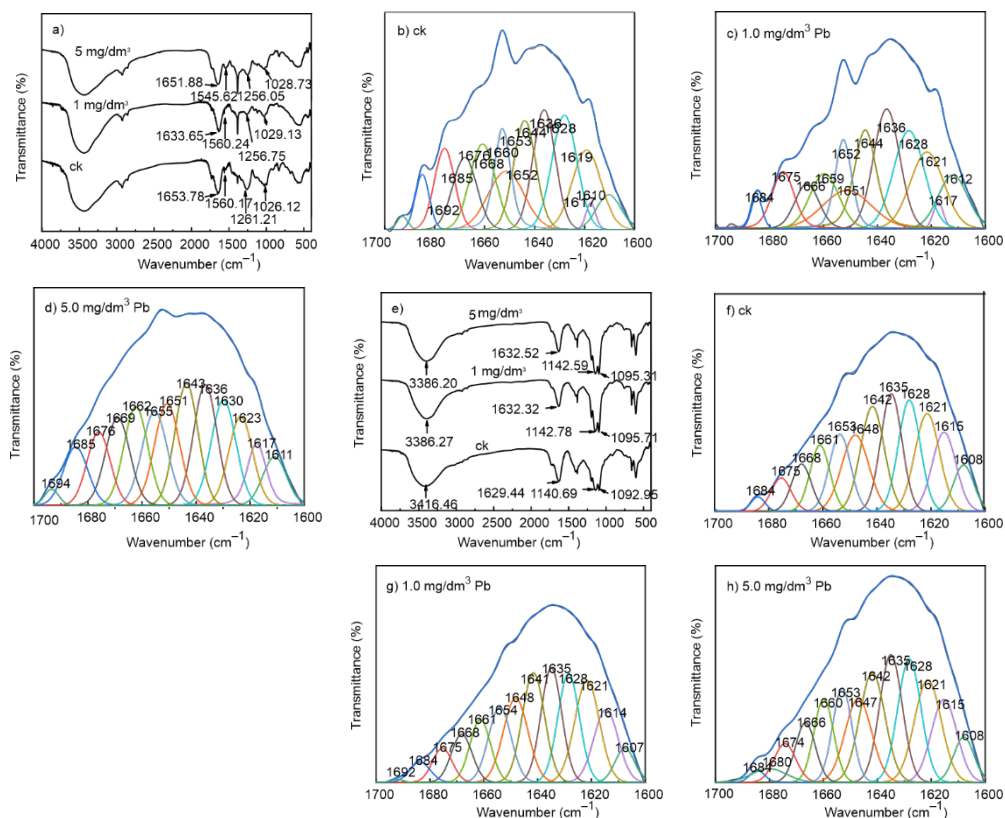 a)
5 mg/dm³
1651.88
1545.62
1256.05
1028.73
1 mg/dm³
1633.65
1560.24
1256.75
1029.13
ck
1653.78
1560.17
1261.21
1026.12
Transmittance (%)
4000 3000 2000 1500 1000 500 400
Wavenumber (cm⁻¹)
b) ck
1692
1685
1676
1668
1660
1653
1652
1644
1636
1628
1619
1617
1610
Transmittance (%)
1700 1680 1660 1640 1620 1600
Wavenumber (cm⁻¹)
c) 1.0 mg/dm³ Pb
1684
1675
1666
1659
1652
1651
1644
1636
1628
1621
1617
1612
Transmittance (%)
1700 1680 1660 1640 1620 1600
Wavenumber (cm⁻¹)
d) 5.0 mg/dm³ Pb
1694
1685
1676
1669
1662
1655
1651
1643
1636
1630
1623
1617
1611
Transmittance (%)
1700 1680 1660 1640 1620 1600
Wavenumber (cm⁻¹)
e)
5 mg/dm³
3386.20
1632.52
1142.59
1095.31
1 mg/dm³
3386.27
1632.32
1142.78
1095.71
ck
3416.46
1629.44
1140.69
1092.95
Transmittance (%)
4000 3000 2000 1500 1000 400
Wavenumber (cm⁻¹)
f) ck
1684
1675
1668
1661
1653
1648
1642
1635
1628
1621
1615
1608
Transmittance (%)
1700 1680 1660 1640 1620 1600
Wavenumber (cm⁻¹)
g) 1.0 mg/dm³ Pb
1692
1684
1675
1668
1661
1654
1648
1641
1635
1628
1621
1614
1607
Transmittance (%)
1700 1680 1660 1640 1620 1600
Wavenumber (cm⁻¹)
h) 5.0 mg/dm³ Pb
1684
1680
1674
1666
1660
1653
1647
1642
1635
1628
1621
1615
1608
Transmittance (%)
1700 1680 1660 1640 1620 1600
Wavenumber (cm⁻¹)